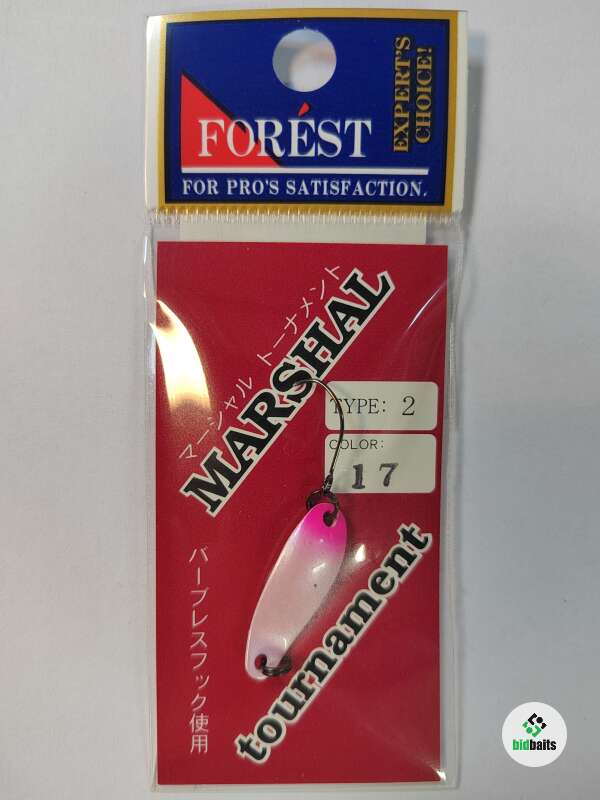 FORÉST
EXPERT'S
CHOICE!
FOR PRO'S SATISFACTION.
マーシャル トーナメント
MARSHAL
TYPE: 2
COLOR:
17
tournament
バーブレスフック使用
bidbaits